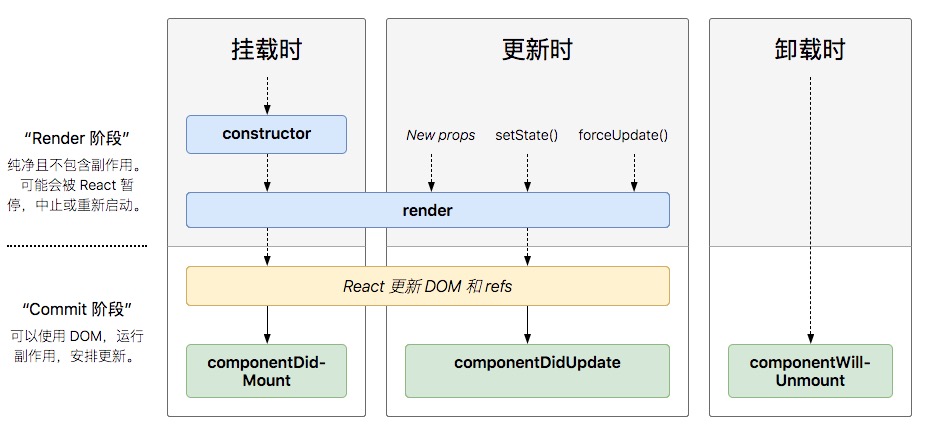 挂载时
更新时
卸载时
“Render 阶段”
纯净且不包含副作用。
可能会被 React 暂
停，中止或重新启动。
constructor
New props
setState()
forceUpdate()
render
“Commit 阶段”
可以使用 DOM，运行
副作用，安排更新。
React 更新 DOM 和 refs
componentDid-
Mount
componentDidUpdate
componentWill-
Unmount